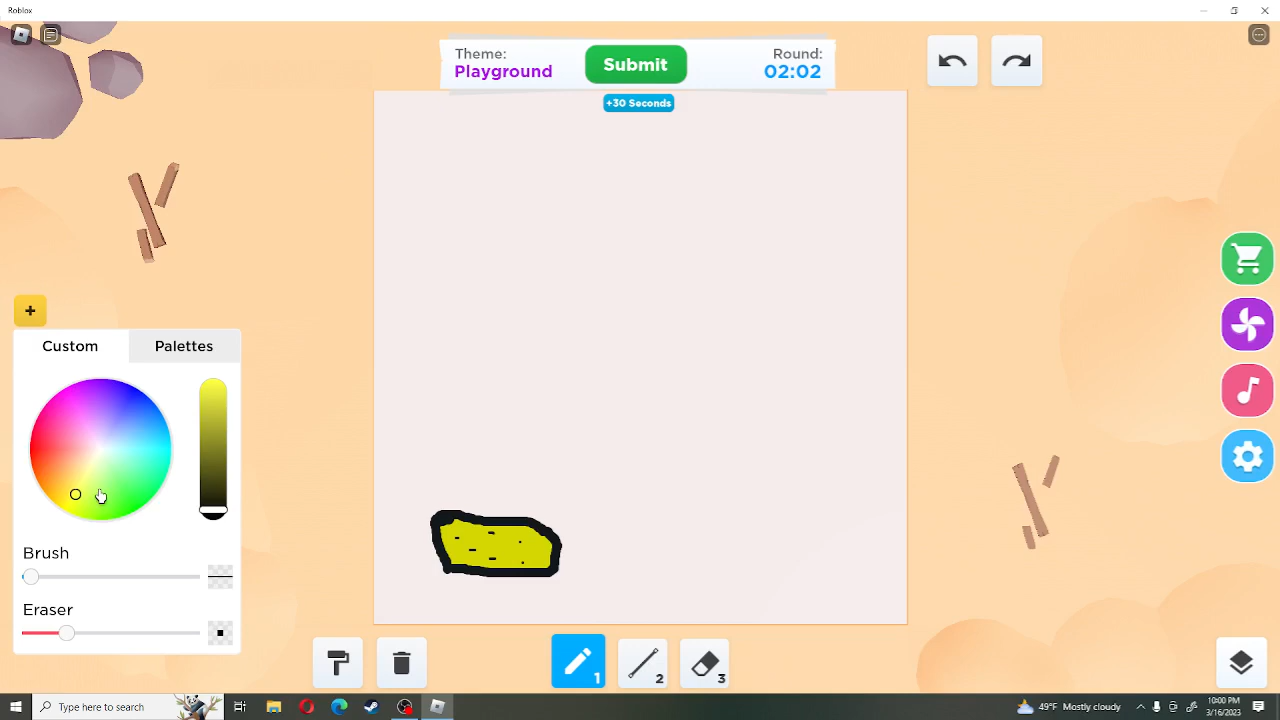 Roblox
Theme:
Playground
Submit
Round:
02:02
+30 Seconds
+
Custom
Palettes
Brush
Eraser
1
2
3
Type here to search
49°F Mostly cloudy
10:00 PM
3/16/2023